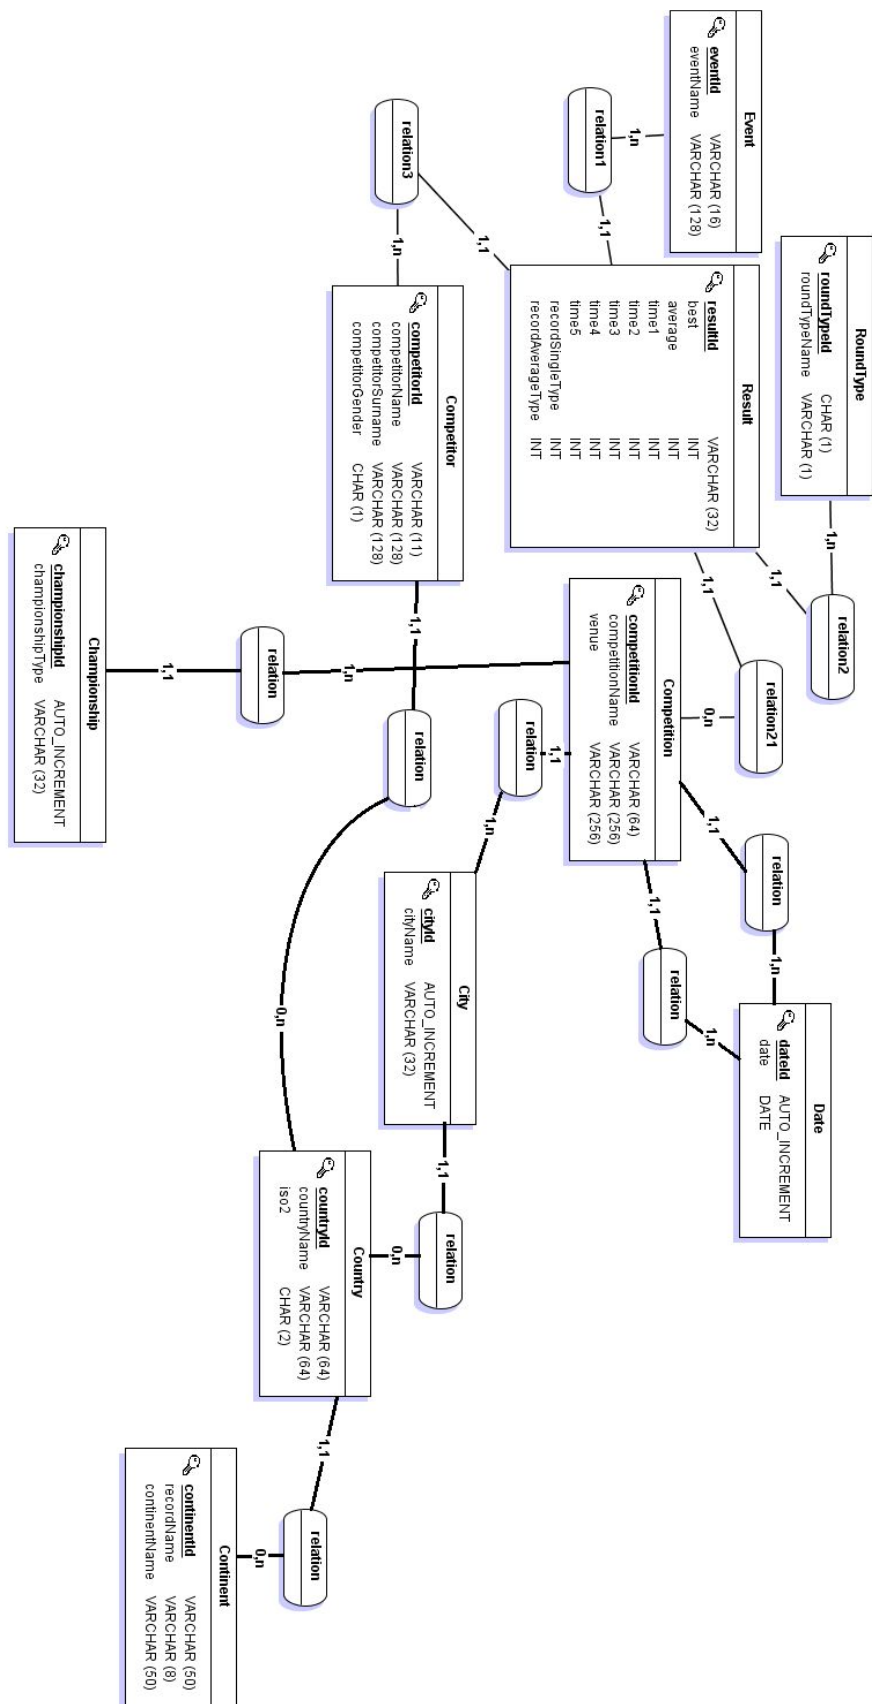 Event
eventId VARCHAR (16)
eventName VARCHAR (128)
RoundType
roundTypeId CHAR (1)
roundTypeName VARCHAR (1)
relation1
1,n
1,1
relation3
1,n
1,1
Result
resultId VARCHAR (32)
best INT
average INT
time1 INT
time2 INT
time3 INT
time4 INT
time5 INT
recordSingleType INT
recordAverageType INT
relation2
1,n
1,1
relation21
1,1
0,n
Competitor
competitorId VARCHAR (11)
competitorName VARCHAR (128)
competitorSurname VARCHAR (128)
competitorGender CHAR (1)
Competition
competitionId VARCHAR (64)
competitionName VARCHAR (256)
venue VARCHAR (256)
Championship
championshipId AUTO_INCREMENT
championshipType VARCHAR (32)
relation
1,n
1,1
relation
1,1
0,n
relation
1,1
1,n
relation
1,1
1,n
relation
1,1
1,n
Date
dateId AUTO_INCREMENT
date DATE
City
cityId AUTO_INCREMENT
cityName VARCHAR (32)
relation
1,1
0,n
Country
countryId VARCHAR (64)
countryName VARCHAR (64)
iso2 CHAR (2)
relation
1,1
0,n
Continent
continentId VARCHAR (50)
recordName VARCHAR (8)
continentName VARCHAR (50)